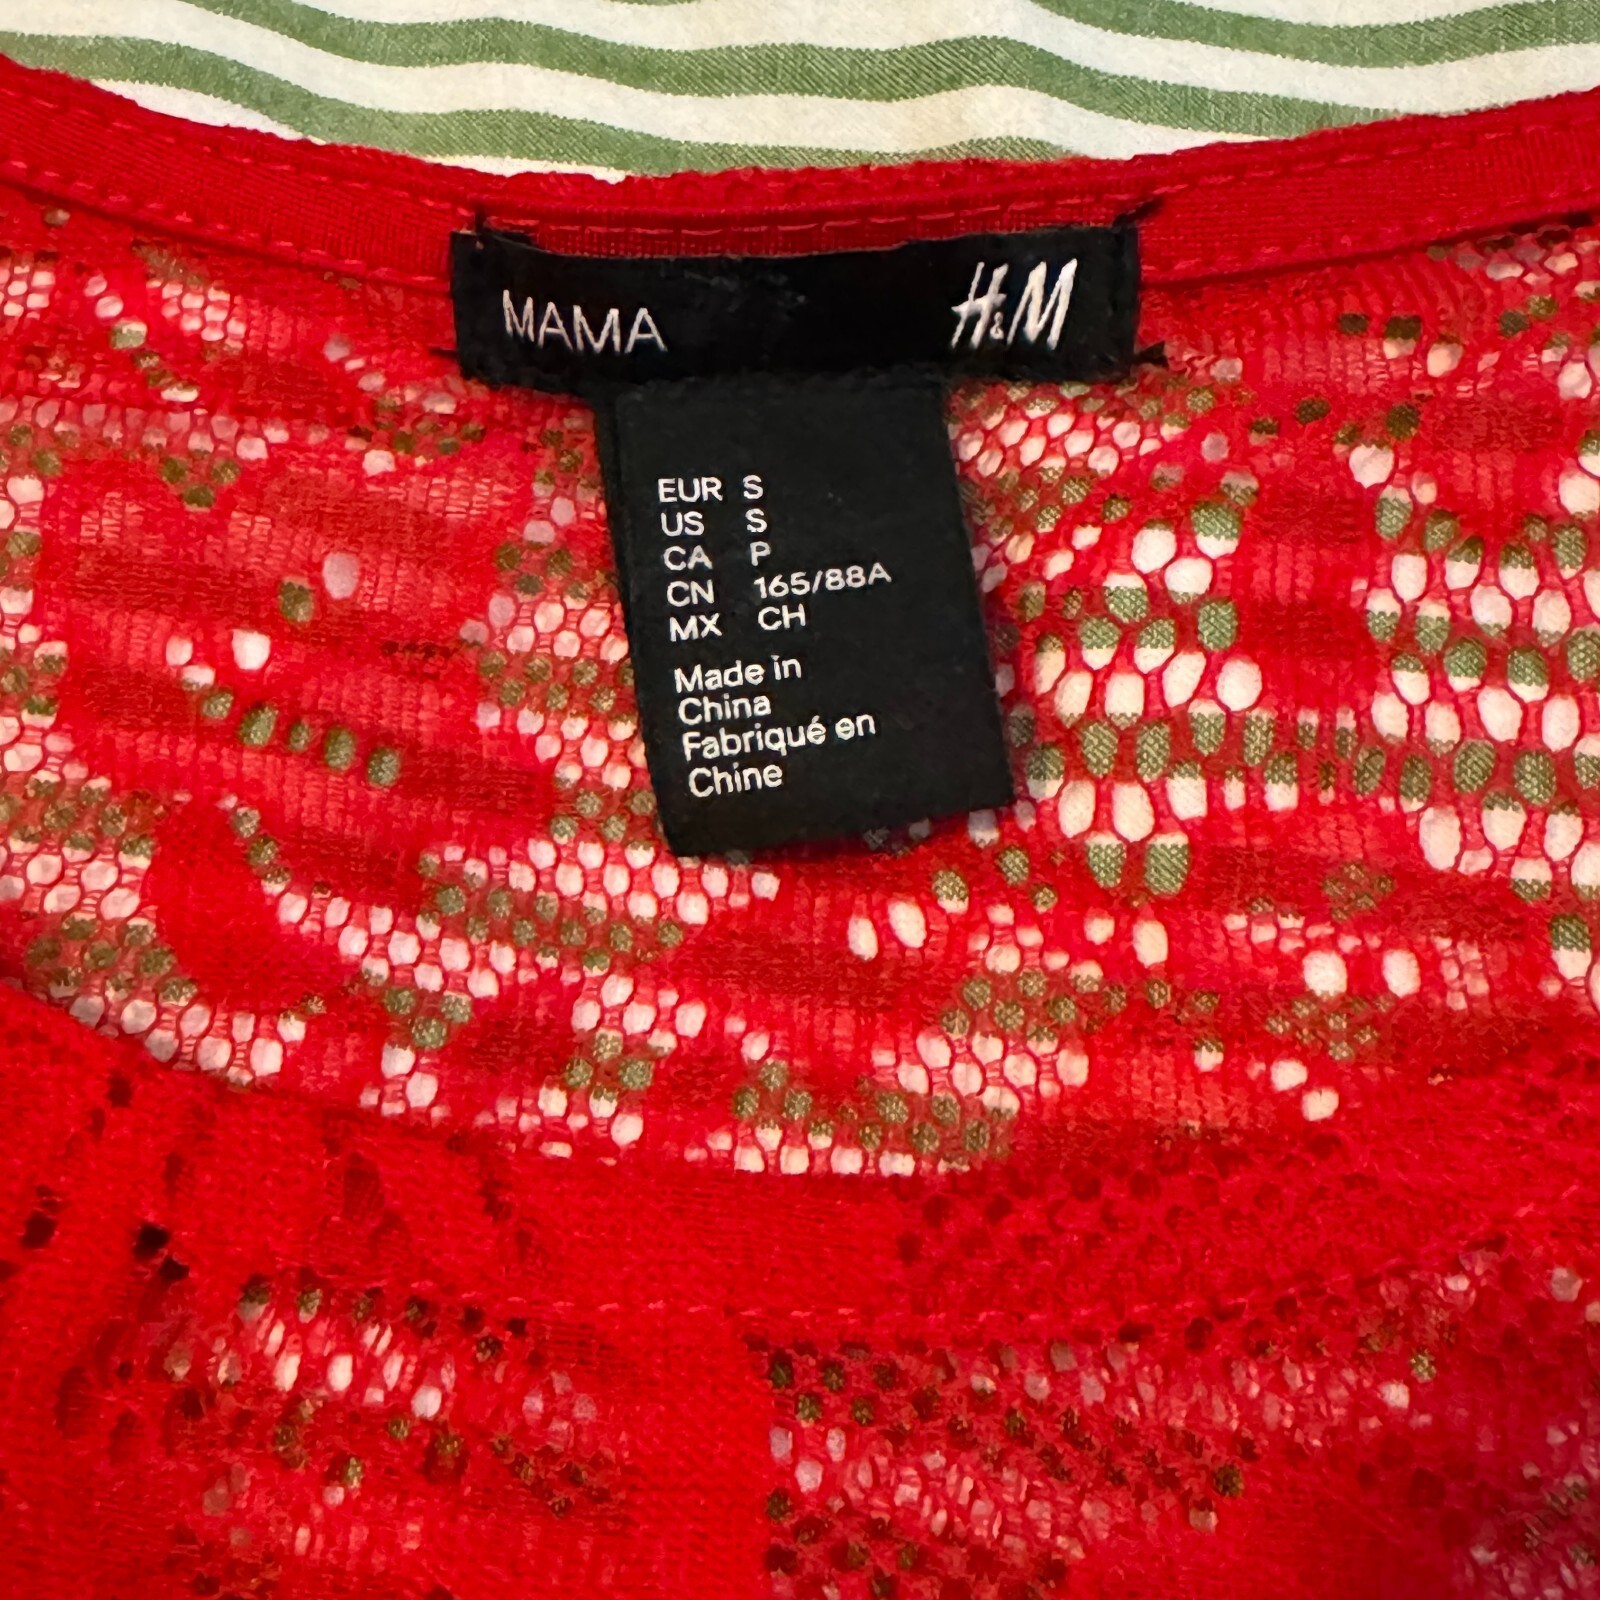 MAMA H&M
EUR S
US S
CA P
CN 165/88A
MX CH
Made in
China
Fabriqué en
Chine